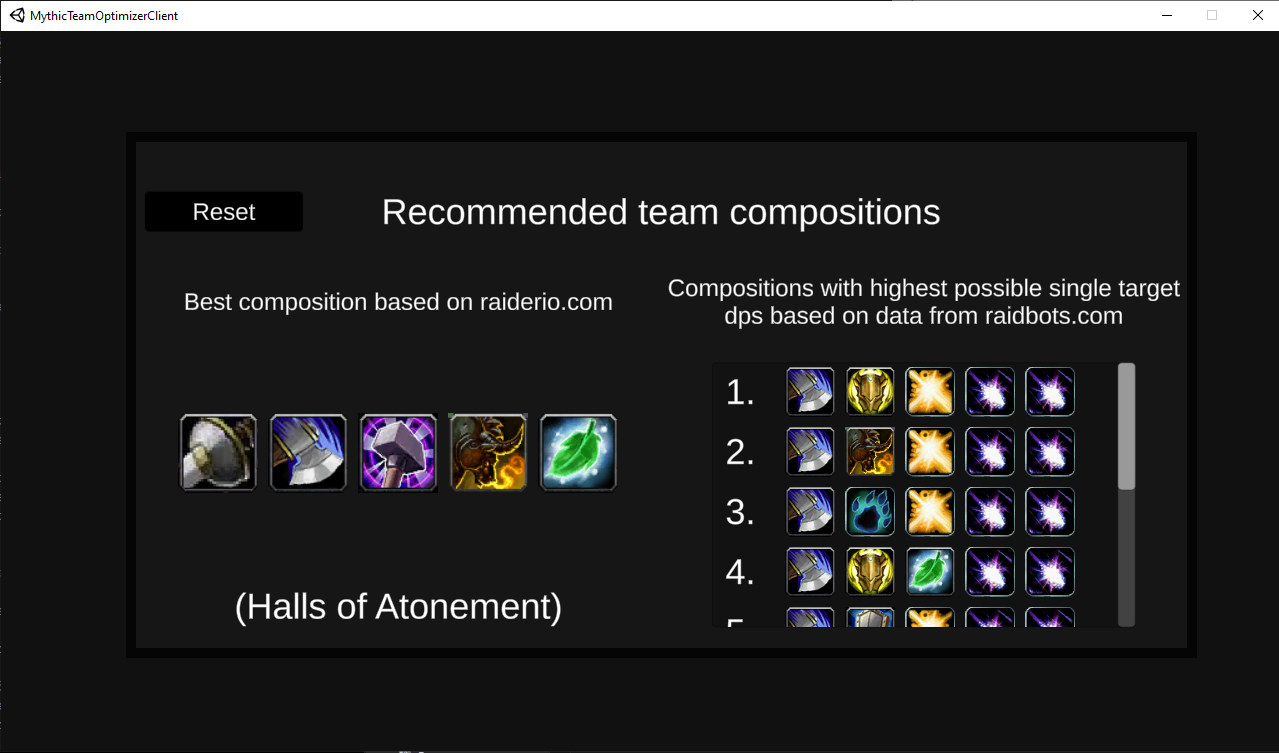 MythicTeamOptimizerClient
Reset
Recommended team compositions
Best composition based on raiderio.com
(Halls of Atonement)
Compositions with highest possible single target
dps based on data from raidbots.com
1.
2.
3.
4.